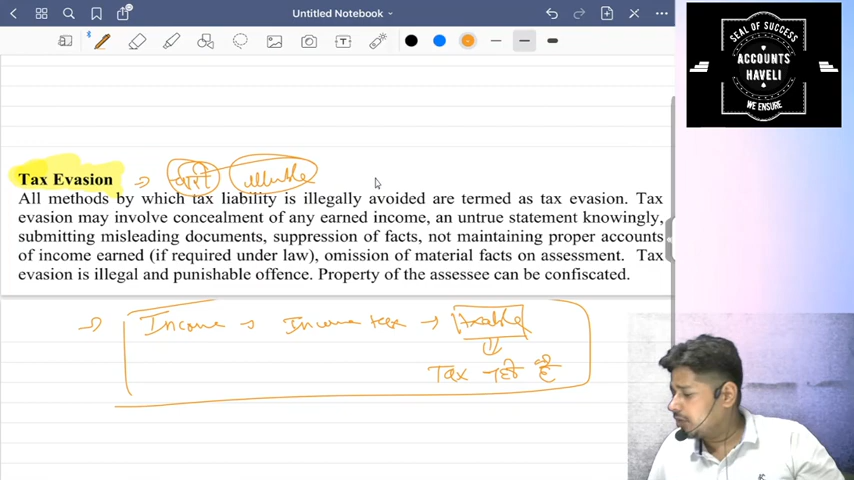 Untitled Notebook
SEAL OF SUCCESS
ACCOUNTS
HAVELI
WE ENSURE
Tax Evasion
All methods by which tax liability is illegally avoided are termed as tax evasion. Tax
evasion may involve concealment of any earned income, an untrue statement knowingly,
submitting misleading documents, suppression of facts, not maintaining proper accounts
of income earned (if required under law), omission of material facts on assessment. Tax
evasion is illegal and punishable offence. Property of the assessee can be confiscated.
Income → Income tax → taxable
Tax नहीं है